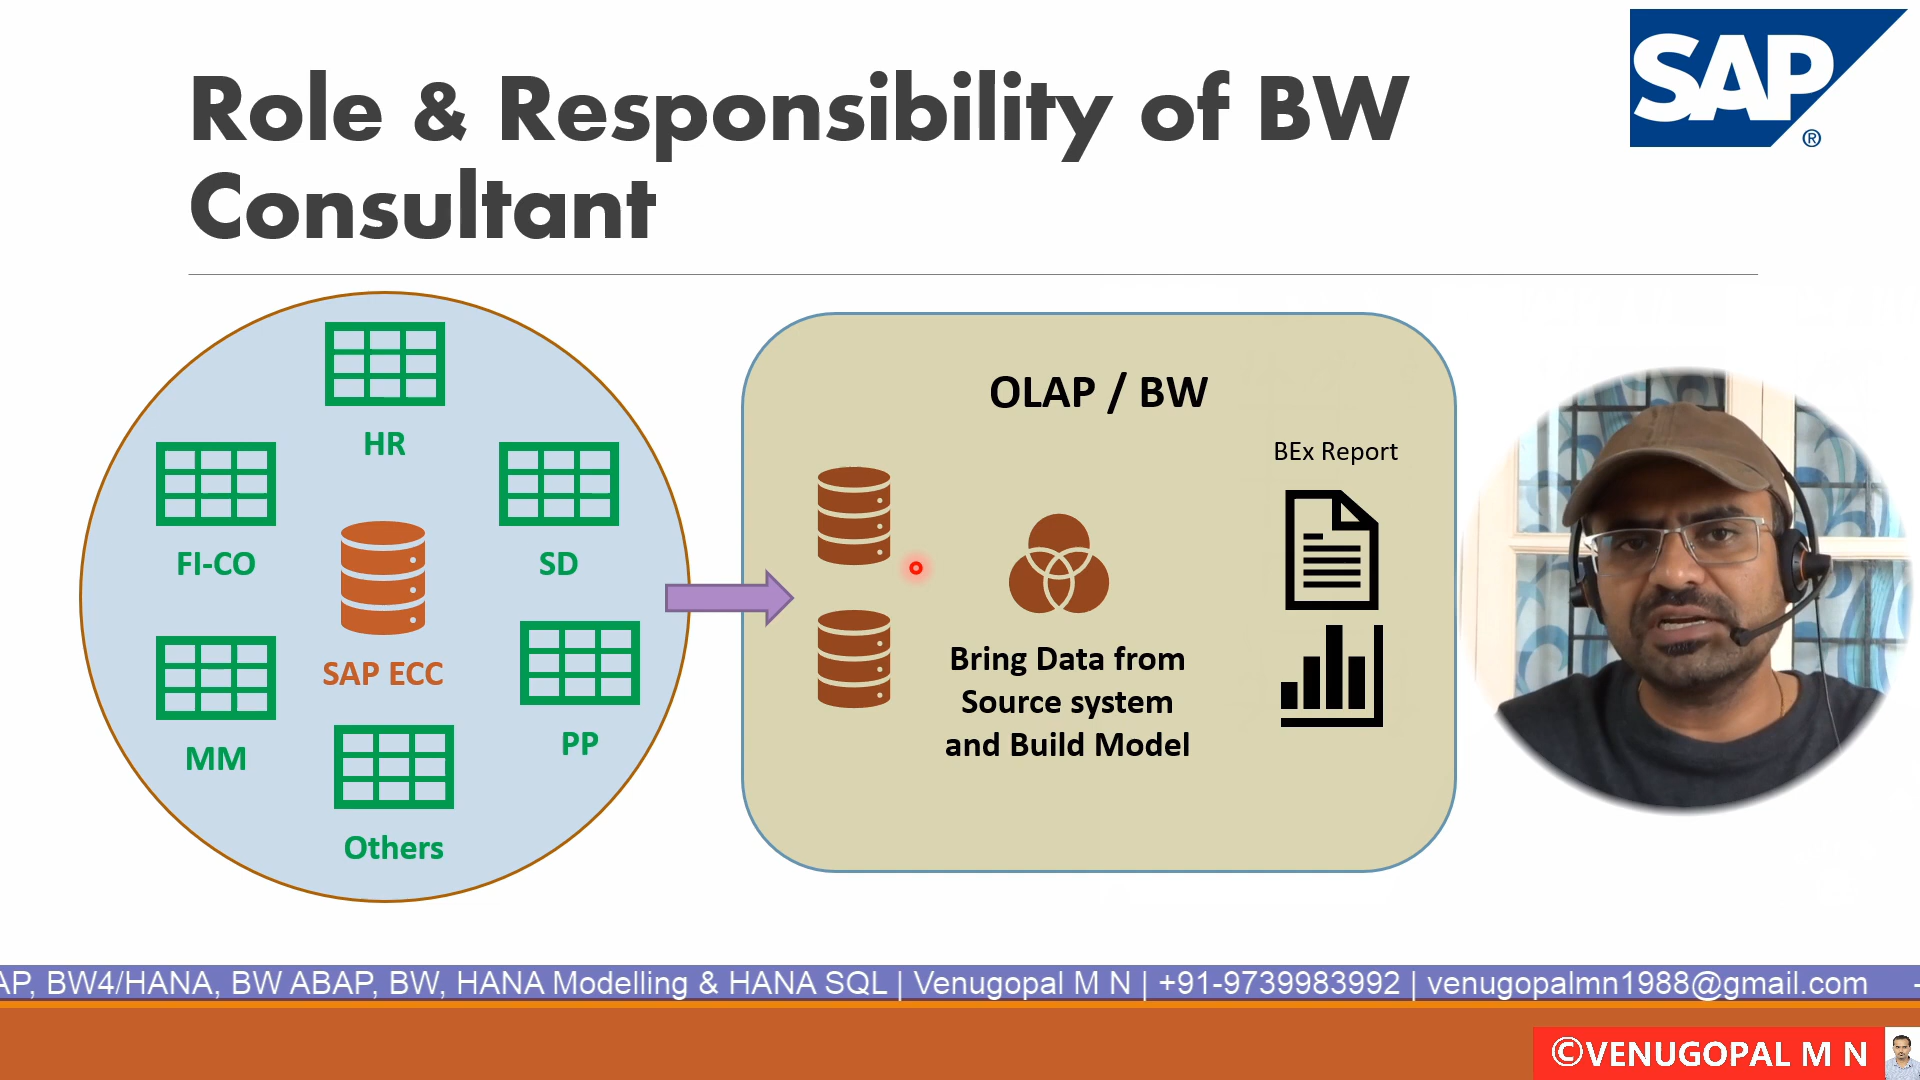 Role & Responsibility of BW
Consultant
SAP
®
HR
FI-CO
SD
SAP ECC
MM
PP
Others
OLAP / BW
BEx Report
Bring Data from
Source system
and Build Model
AP, BW4/HANA, BW ABAP, BW, HANA Modelling & HANA SQL | Venugopal M N | +91-9739983992 | venugopalmn1988@gmail.com
©VENUGOPAL M N